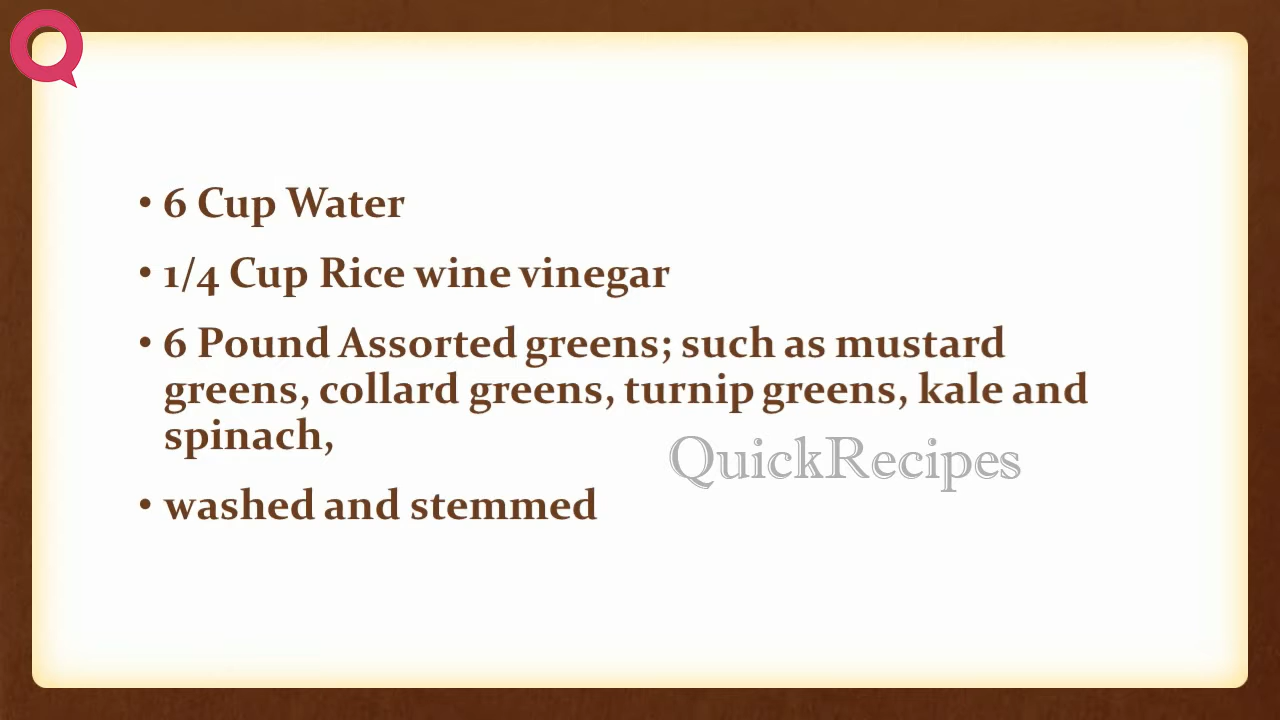 • 6 Cup Water
• 1/4 Cup Rice wine vinegar
• 6 Pound Assorted greens; such as mustard
greens, collard greens, turnip greens, kale and
spinach,
QuickRecipes
• washed and stemmed